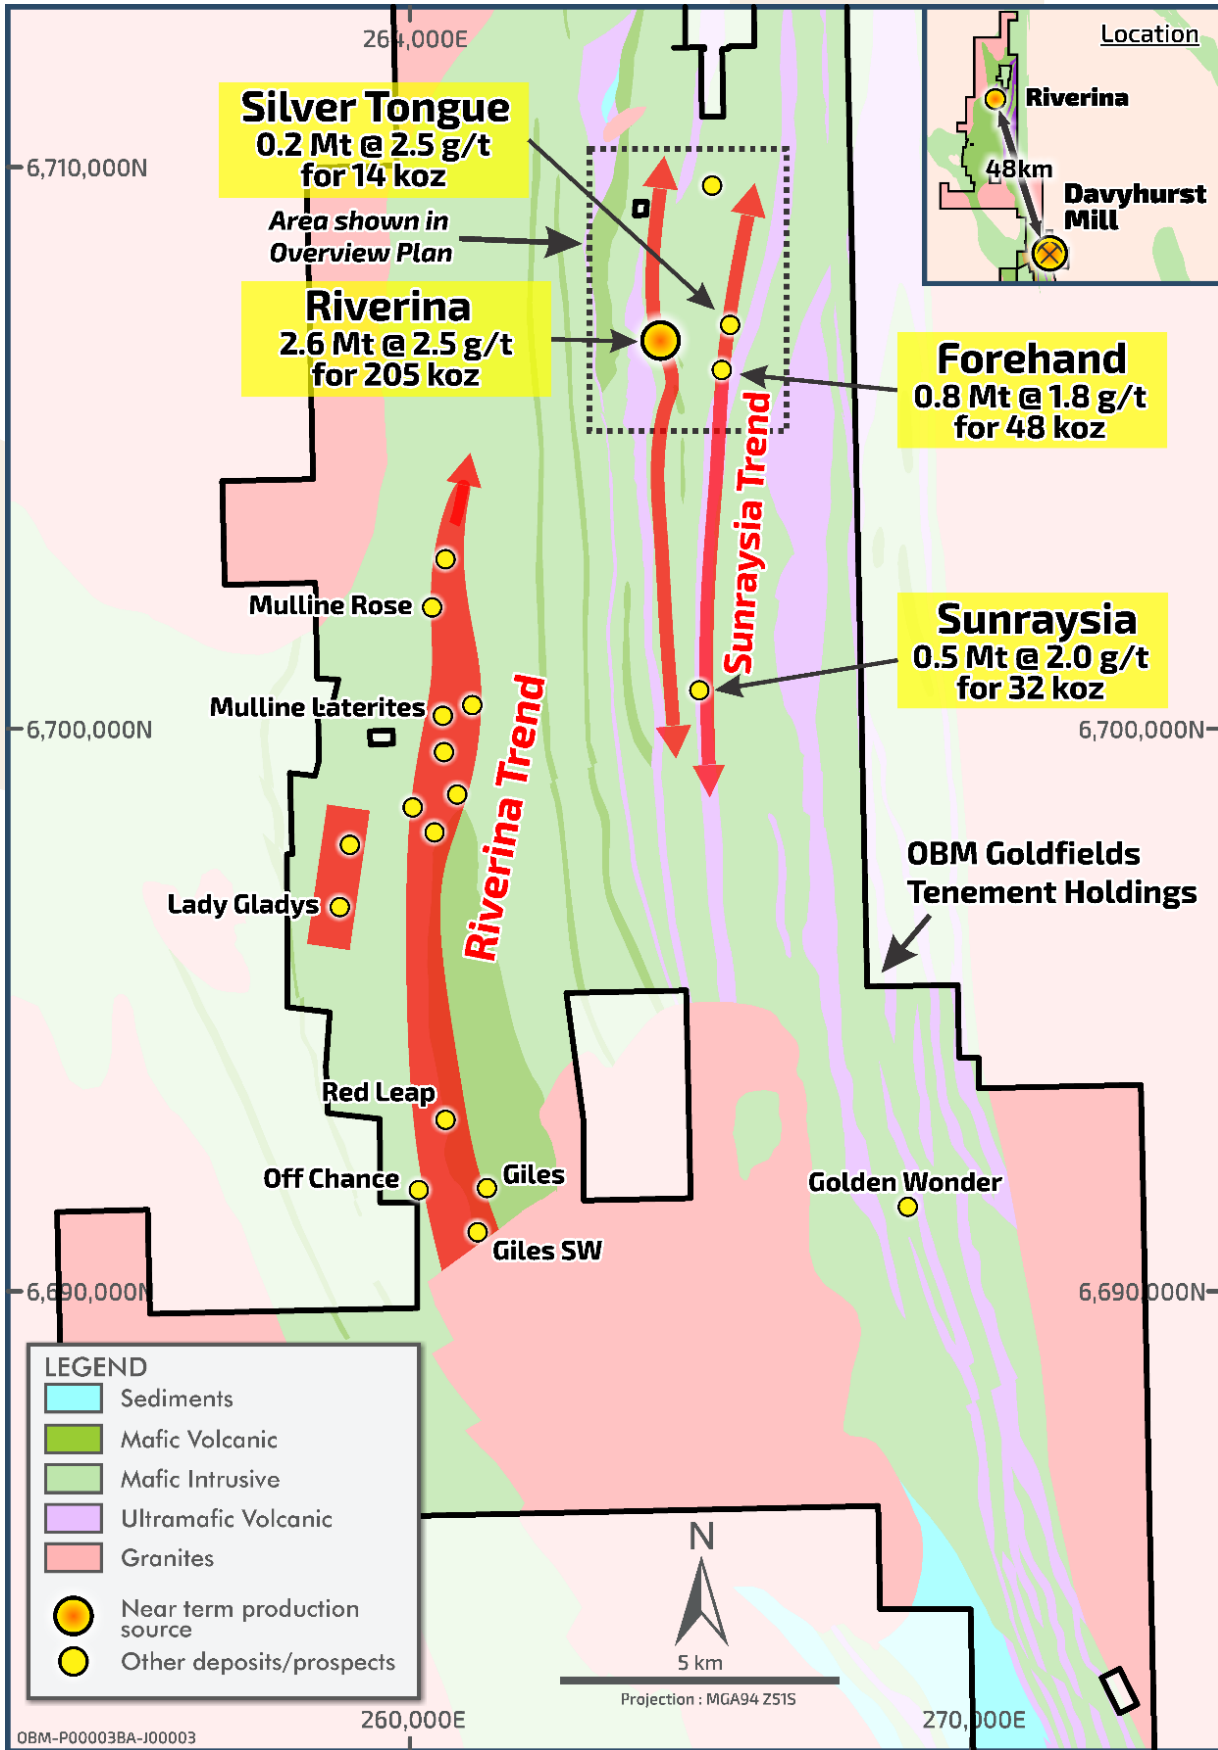 264,000E
Location
Riverina
48km
Davyhurst
Mill
Silver Tongue
0.2 Mt @ 2.5 g/t
for 14 koz
6,710,000N
Area shown in
Overview Plan
Riverina
2.6 Mt @ 2.5 g/t
for 205 koz
Forehand
0.8 Mt @ 1.8 g/t
for 48 koz
Sunraysia Trend
Mulline Rose
Sunraysia
0.5 Mt @ 2.0 g/t
for 32 koz
Mulline Laterites
6,700,000N
6,700,000N
Riverina Trend
OBM Goldfields
Tenement Holdings
Lady Gladys
Red Leap
Off Chance
Giles
Golden Wonder
Giles SW
6,690,000N
6,690,000N
LEGEND
Sediments
Mafic Volcanic
Mafic Intrusive
Ultramafic Volcanic
Granites
Near term production
source
Other deposits/prospects
N
5 km
Projection : MGA94 Z51S
260,000E
270,000E
OBM-P00003BA-J00003